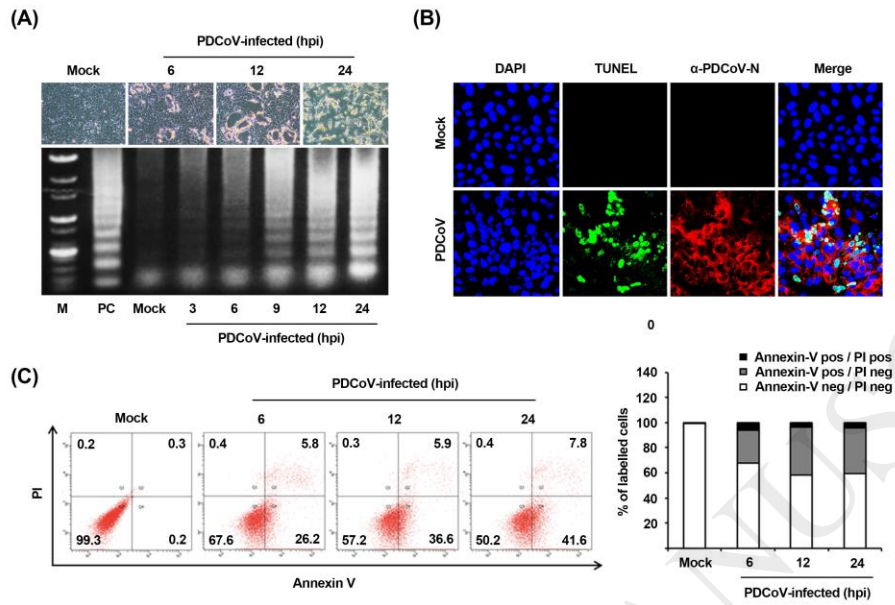 (A)
PDCoV-infected (hpi)
Mock 6 12 24
M PC Mock 3 6 9 12 24
PDCoV-infected (hpi)
(B)
DAPI TUNEL α-PDCoV-N Merge
Mock
PDCoV
0
(C)
PDCoV-infected (hpi)
Mock 6 12 24
PI
0.2 0.3 0.4 5.8 0.3 5.9 0.4 7.8
99.3 0.2 67.6 26.2 57.2 36.6 50.2 41.6
Annexin V
Annexin-V pos / PI pos
Annexin-V pos / PI neg
Annexin-V neg / PI neg
% of labelled cells
140
120
100
80
60
40
20
Mock 6 12 24
PDCoV-infected (hpi)